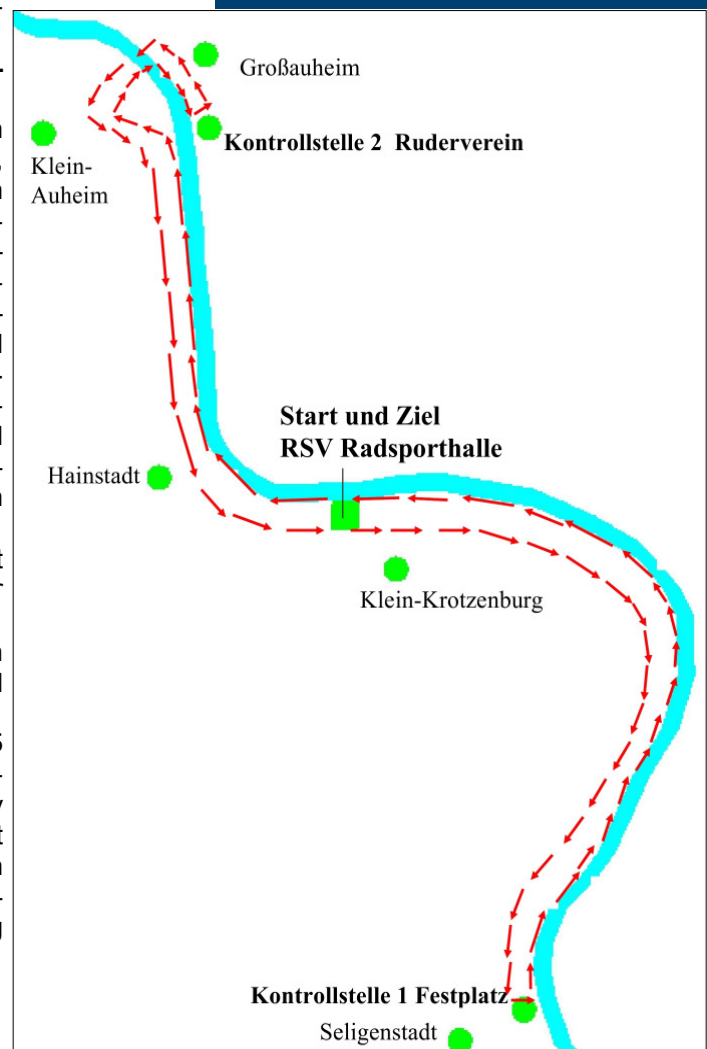 Großauheim
Kontrollstelle 2 Ruderverein
Klein-
Auheim
Start und Ziel
RSV Radsporthalle
Hainstadt
Klein-Krotzenburg
Kontrollstelle 1 Festplatz
Seligenstadt